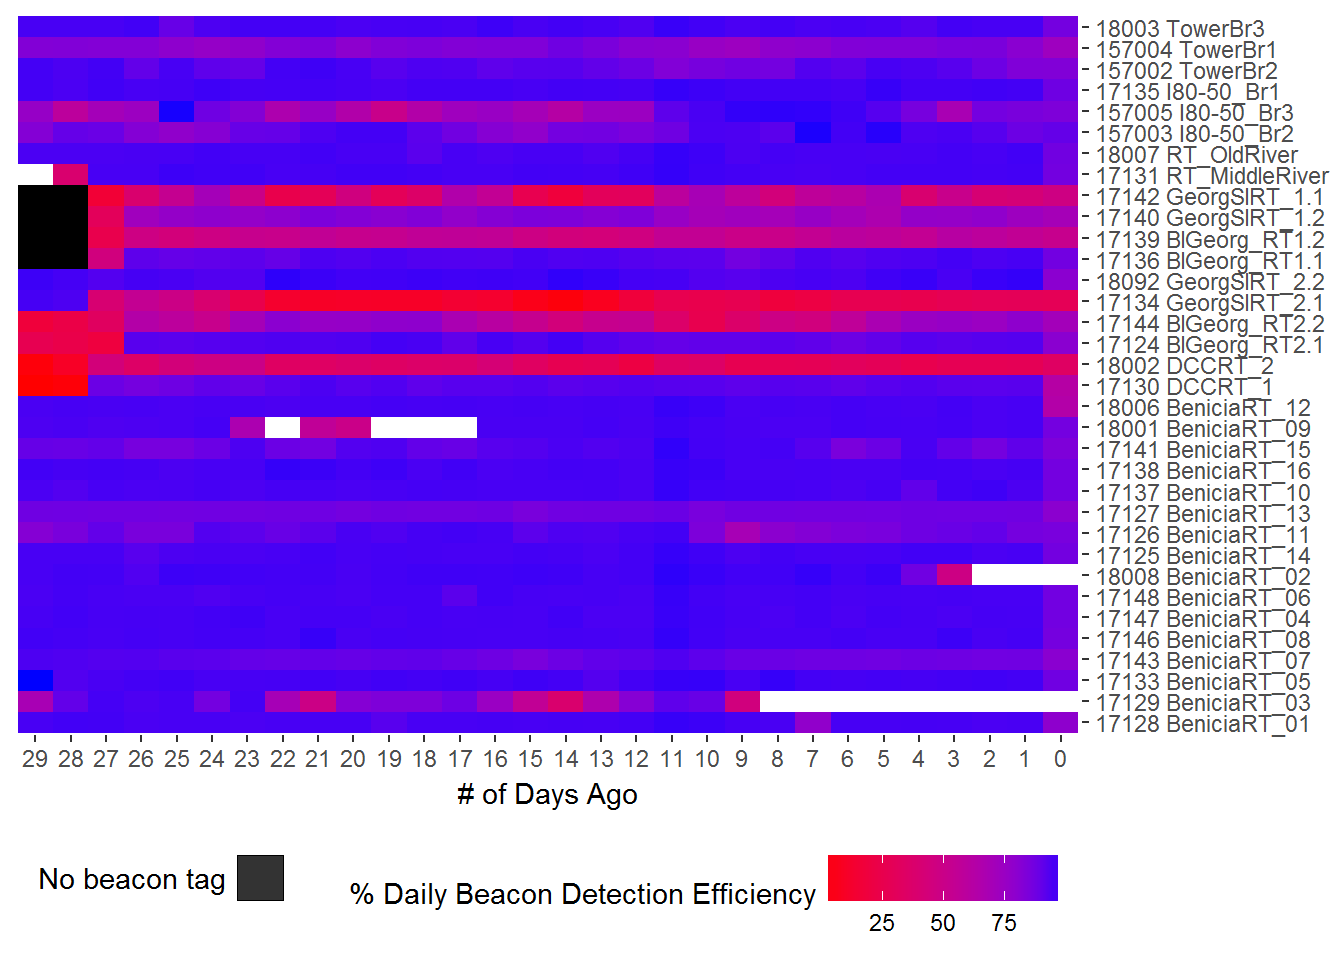 18003 TowerBr3
157004 TowerBr1
157002 TowerBr2
17135 I80-50_Br1
157005 I80-50_Br3
157003 I80-50_Br2
18007 RT_OldRiver
17131 RT_MiddleRiver
17142 GeorgSlRT_1.1
17140 GeorgSlRT_1.2
17139 BlGeorg_RT1.2
17136 BlGeorg_RT1.1
18092 GeorgSlRT_2.2
17134 GeorgSlRT_2.1
17144 BlGeorg_RT2.2
17124 BlGeorg_RT2.1
18002 DCCRT_2
17130 DCCRT_1
18006 BeniciaRT_12
18001 BeniciaRT_09
17141 BeniciaRT_15
17138 BeniciaRT_16
17137 BeniciaRT_10
17127 BeniciaRT_13
17126 BeniciaRT_11
17125 BeniciaRT_14
18008 BeniciaRT_02
17148 BeniciaRT_06
17147 BeniciaRT_04
17146 BeniciaRT_08
17143 BeniciaRT_07
17133 BeniciaRT_05
17129 BeniciaRT_03
17128 BeniciaRT_01
29 28 27 26 25 24 23 22 21 20 19 18 17 16 15 14 13 12 11 10 9 8 7 6 5 4 3 2 1 0
# of Days Ago
No beacon tag
% Daily Beacon Detection Efficiency
25 50 75